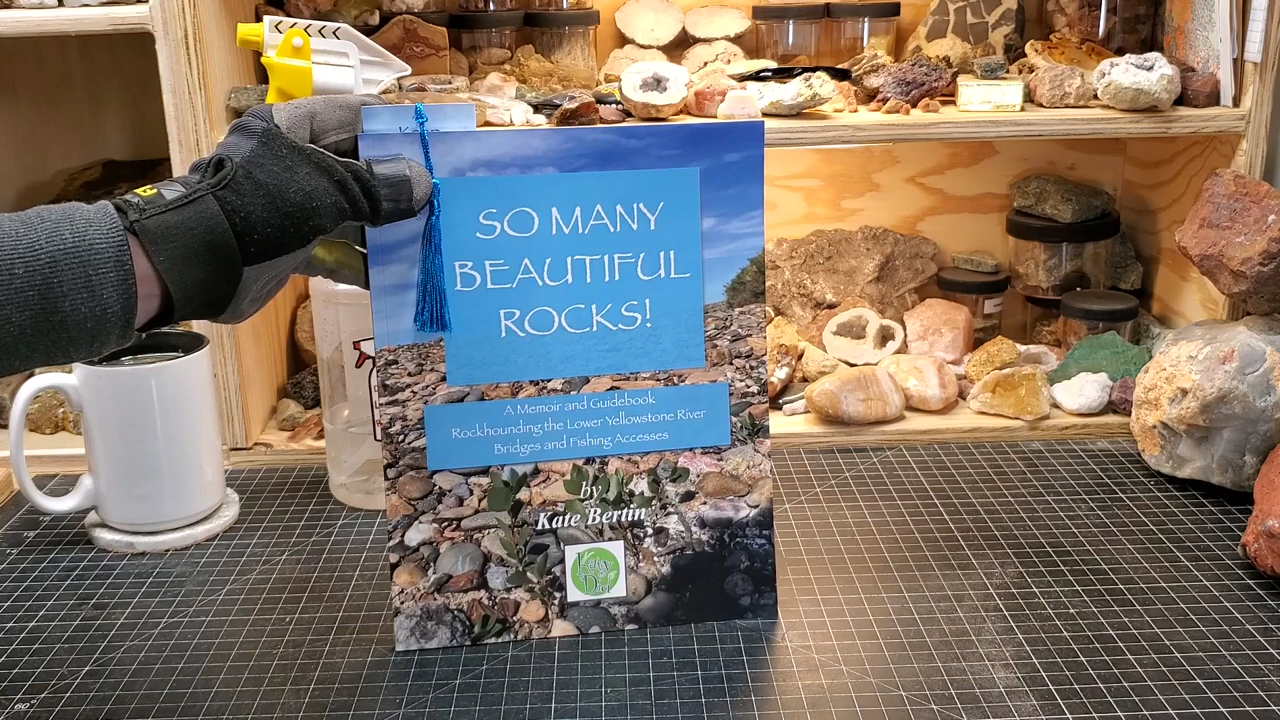 SO MANY
BEAUTIFUL
ROCKS!
A Memoir and Guidebook
Rockhounding the Lower Yellowstone River
Bridges and Fishing Accesses
by
Kate Bertin
60°